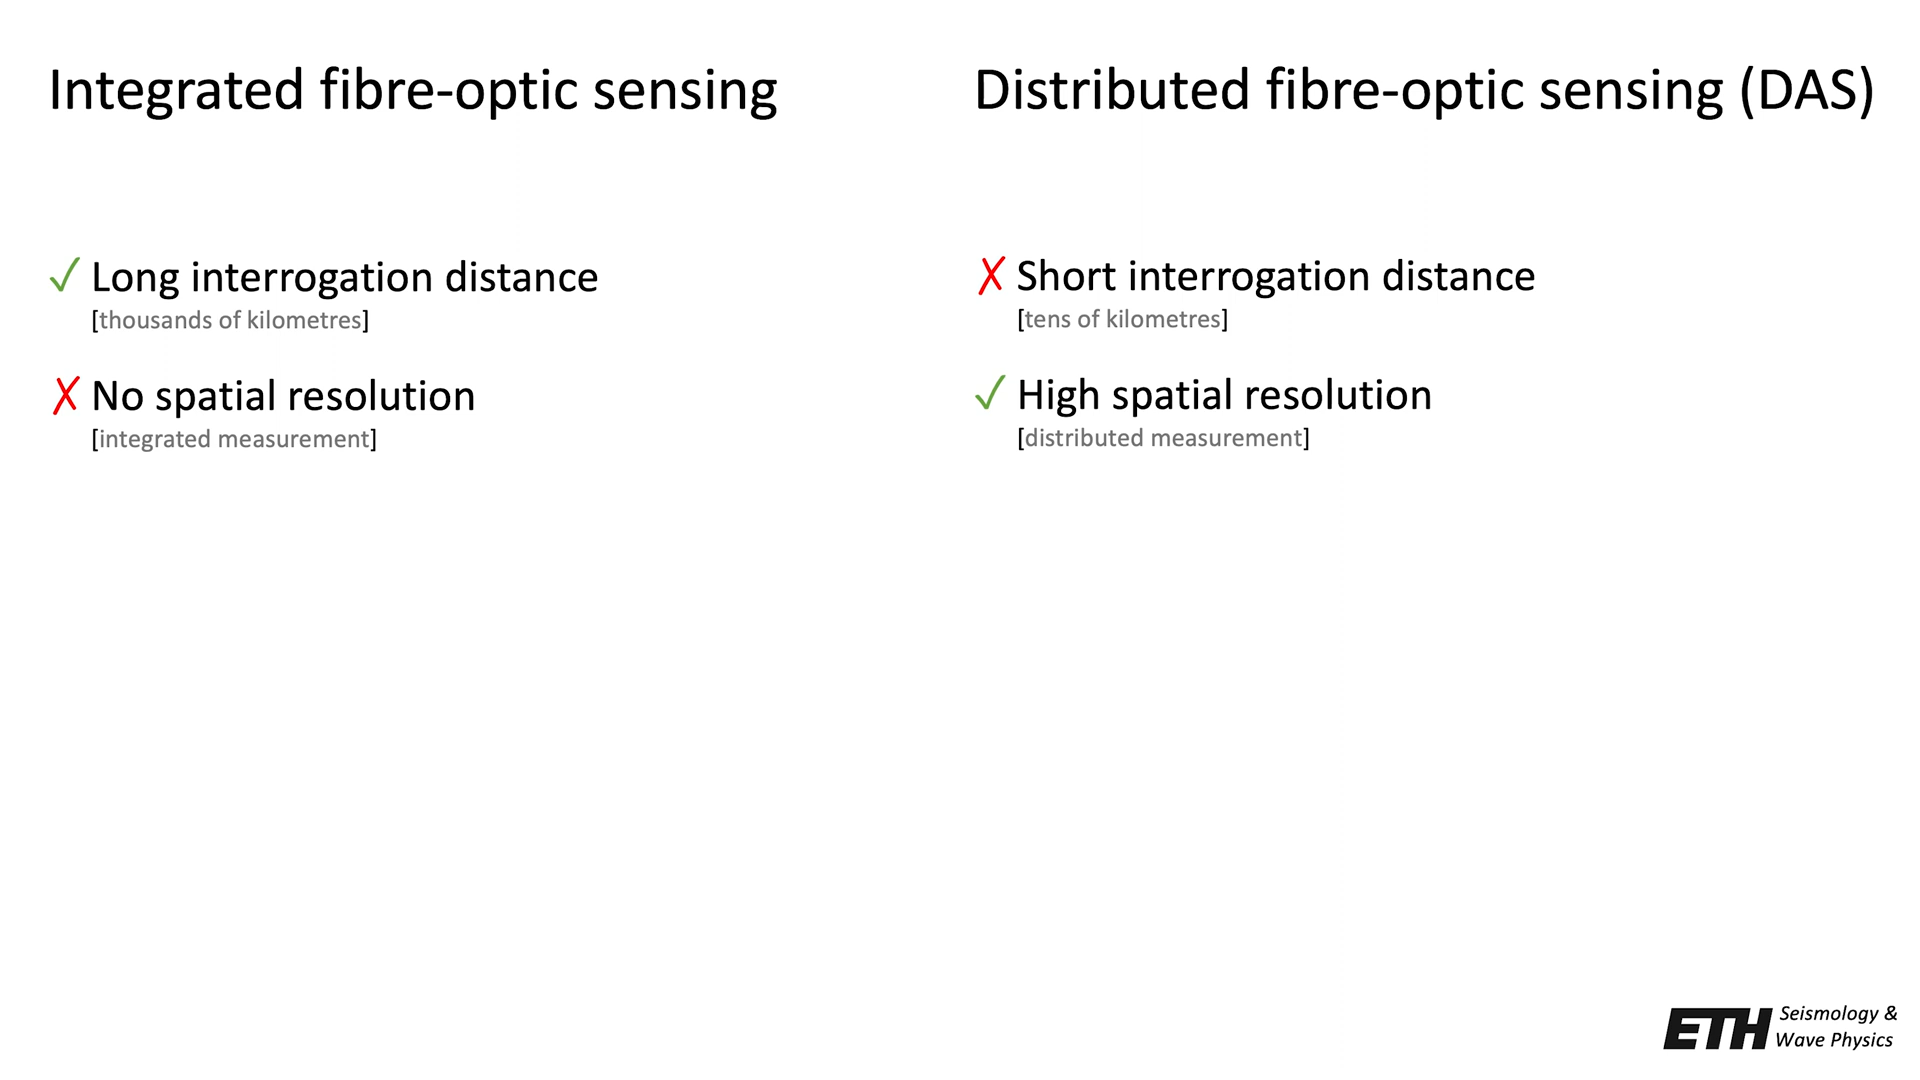 Integrated fibre-optic sensing
✓ Long interrogation distance
[thousands of kilometres]
✗ No spatial resolution
[integrated measurement]
Distributed fibre-optic sensing (DAS)
✗ Short interrogation distance
[tens of kilometres]
✓ High spatial resolution
[distributed measurement]
ETH Seismology &
Wave Physics